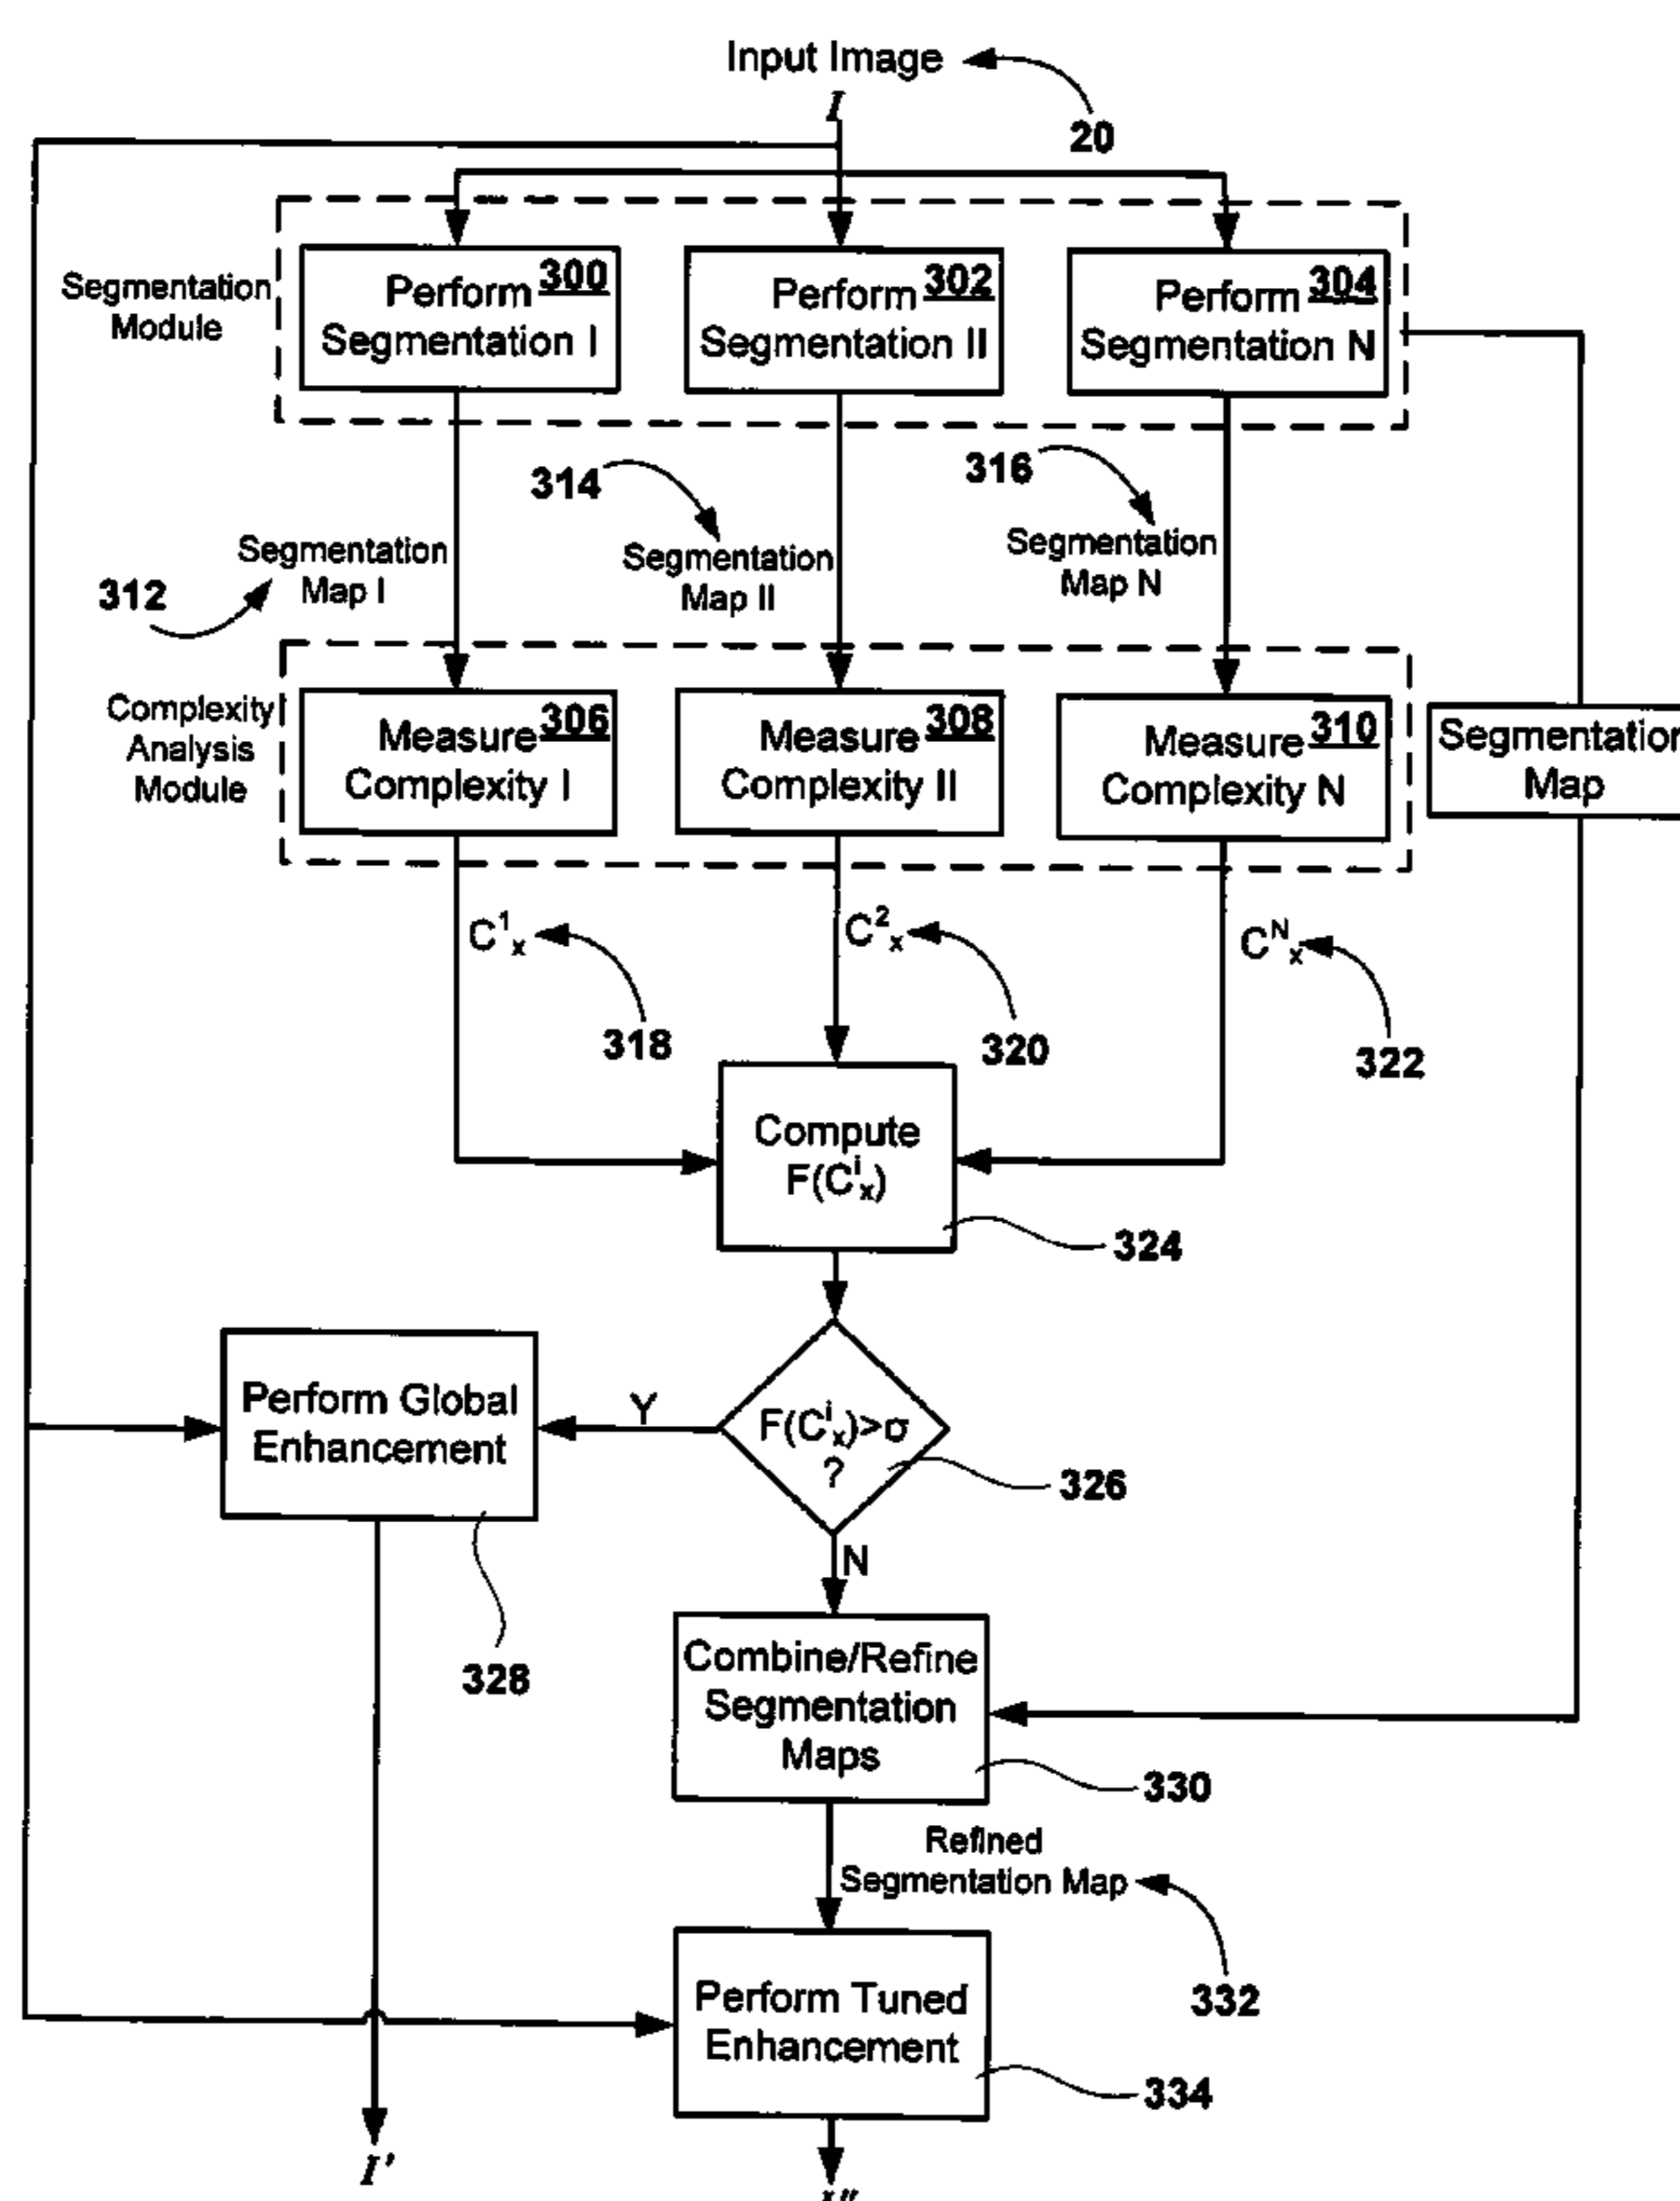 Input Image
I
20
Segmentation
Module
Perform 300
Segmentation I
Perform 302
Segmentation II
Perform 304
Segmentation N
314
316
312
Segmentation
Map I
Segmentation
Map II
Segmentation
Map N
Complexity
Analysis
Module
Measure 306
Complexity I
Measure 308
Complexity II
Measure 310
Complexity N
Segmentation
Map
C¹ₓ
C²ₓ
Cᴺₓ
318
320
322
Compute
F(Cⁱₓ)
324
Perform Global
Enhancement
Y
F(Cⁱₓ)>σ
?
326
N
328
Combine/Refine
Segmentation
Maps
330
Refined
Segmentation Map
332
Perform Tuned
Enhancement
334
I'
I"